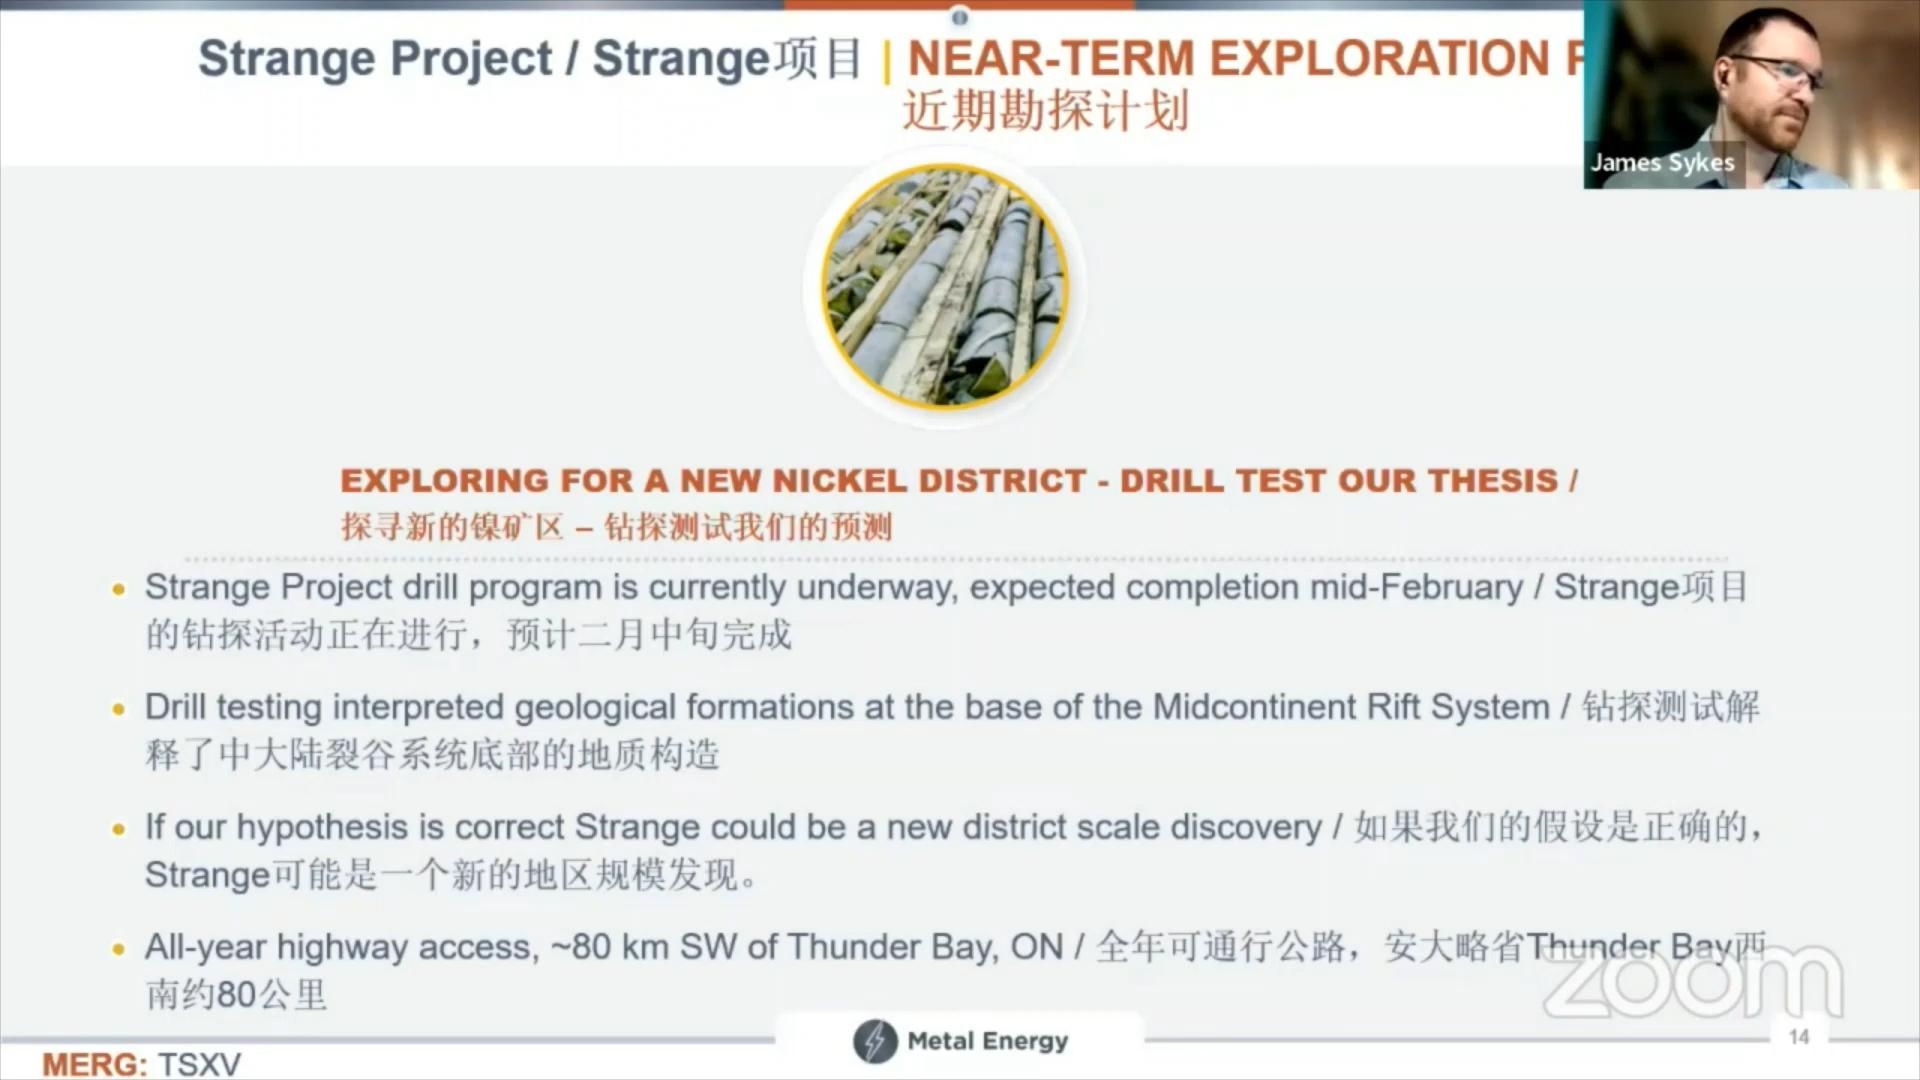 Strange Project / Strange项目 | NEAR-TERM EXPLORATION
近期勘探计划
James Sykes
EXPLORING FOR A NEW NICKEL DISTRICT - DRILL TEST OUR THESIS /
探寻新的镍矿区 – 钻探测试我们的预测
Strange Project drill program is currently underway, expected completion mid-February / Strange项目
的钻探活动正在进行，预计二月中旬完成
Drill testing interpreted geological formations at the base of the Midcontinent Rift System / 钻探测试解
释了中大陆裂谷系统底部的地质构造
If our hypothesis is correct Strange could be a new district scale discovery / 如果我们的假设是正确的，
Strange可能是一个新的地区规模发现。
All-year highway access, ~80 km SW of Thunder Bay, ON / 全年可通行公路，安大略省Thunder Bay西
南约80公里
zoom
Metal Energy
14
MERG: TSXV